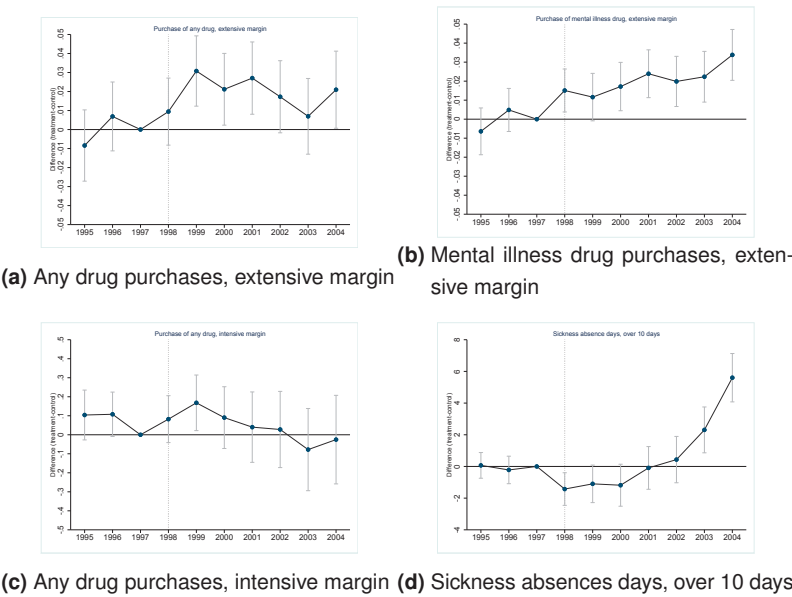 Purchase of any drug, extensive margin
Difference (treatment-control)
.05
.04
.03
.02
.01
0
-.01
-.02
-.03
-.04
-.05
1995 1996 1997 1998 1999 2000 2001 2002 2003 2004
(a) Any drug purchases, extensive margin
Purchase of mental illness drug, extensive margin
Difference (treatment-control)
.05
.04
.03
.02
.01
0
-.01
-.02
-.03
-.04
-.05
1995 1996 1997 1998 1999 2000 2001 2002 2003 2004
(b) Mental illness drug purchases, exten-
sive margin
Purchase of any drug, intensive margin
Difference (treatment-control)
.5
.4
.3
.2
.1
0
-.1
-.2
-.3
-.4
-.5
1995 1996 1997 1998 1999 2000 2001 2002 2003 2004
(c) Any drug purchases, intensive margin
Sickness absence days, over 10 days
Difference (treatment-control)
8
6
4
2
0
-2
-4
1995 1996 1997 1998 1999 2000 2001 2002 2003 2004
(d) Sickness absences days, over 10 days